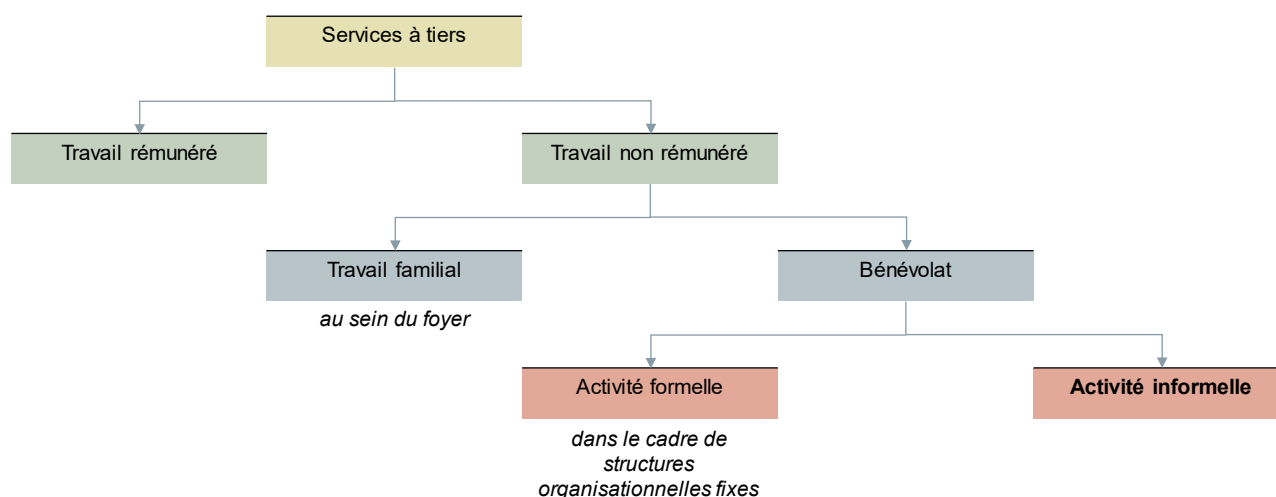 Services à tiers
Travail rémunéré
Travail non rémunéré
Travail familial
Bénévolat
au sein du foyer
Activité formelle
Activité informelle
dans le cadre de
structures
organisationnelles fixes